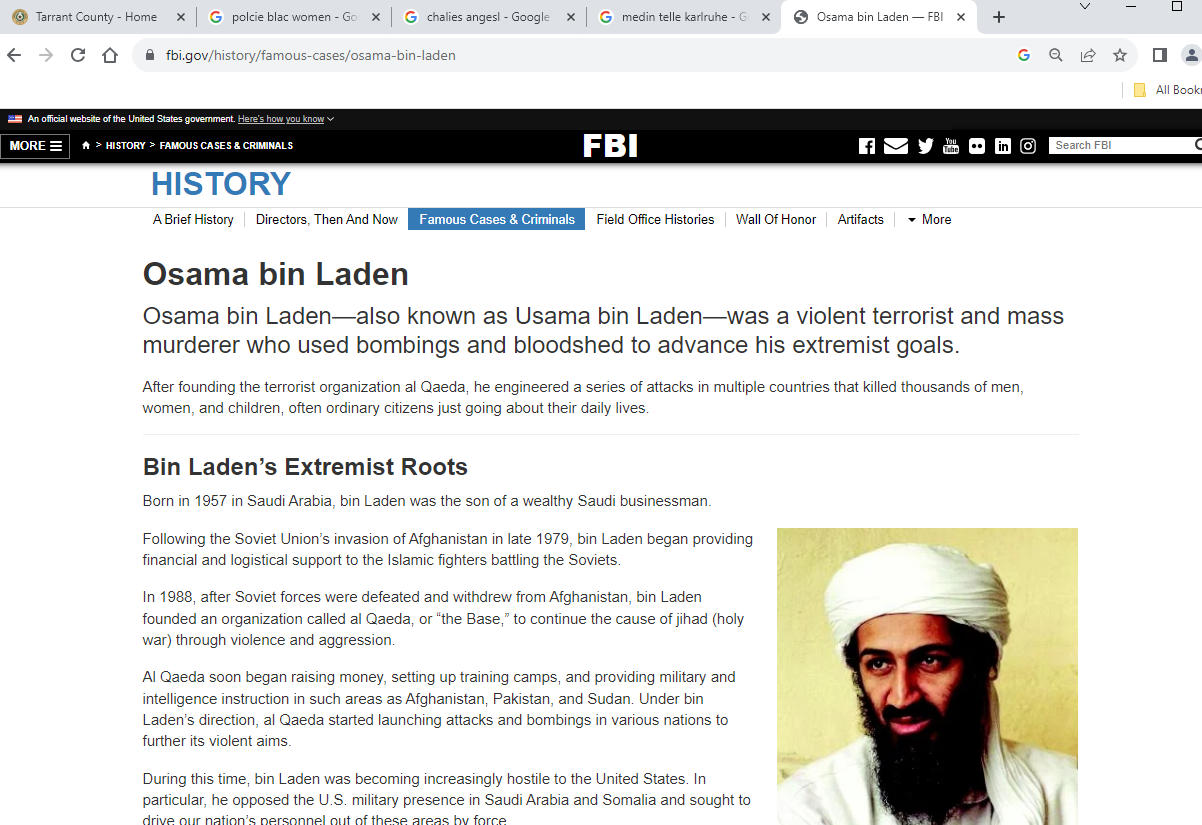 Tarrant County - Home
polcie blac women - Go
chalies angesl - Google
medin telle karlruhe - G
Osama bin Laden — FBI
fbi.gov/history/famous-cases/osama-bin-laden
All Book
An official website of the United States government. Here's how you know
MORE
> HISTORY > FAMOUS CASES & CRIMINALS
FBI
You Tube
in
Search FBI
HISTORY
A Brief History
Directors, Then And Now
Famous Cases & Criminals
Field Office Histories
Wall Of Honor
Artifacts
More
Osama bin Laden
Osama bin Laden—also known as Usama bin Laden—was a violent terrorist and mass
murderer who used bombings and bloodshed to advance his extremist goals.
After founding the terrorist organization al Qaeda, he engineered a series of attacks in multiple countries that killed thousands of men,
women, and children, often ordinary citizens just going about their daily lives.
Bin Laden’s Extremist Roots
Born in 1957 in Saudi Arabia, bin Laden was the son of a wealthy Saudi businessman.
Following the Soviet Union’s invasion of Afghanistan in late 1979, bin Laden began providing
financial and logistical support to the Islamic fighters battling the Soviets.
In 1988, after Soviet forces were defeated and withdrew from Afghanistan, bin Laden
founded an organization called al Qaeda, or “the Base,” to continue the cause of jihad (holy
war) through violence and aggression.
Al Qaeda soon began raising money, setting up training camps, and providing military and
intelligence instruction in such areas as Afghanistan, Pakistan, and Sudan. Under bin
Laden’s direction, al Qaeda started launching attacks and bombings in various nations to
further its violent aims.
During this time, bin Laden was becoming increasingly hostile to the United States. In
particular, he opposed the U.S. military presence in Saudi Arabia and Somalia and sought to
drive our nation’s personnel out of these areas by force